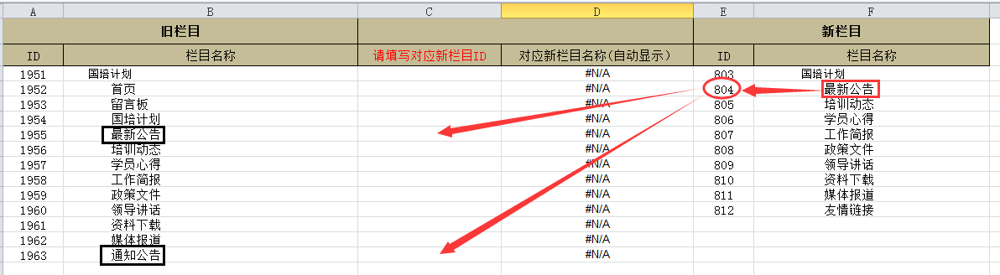 A B C D E F
旧栏目 新栏目
ID 栏目名称 请填写对应新栏目ID 对应新栏目名称(自动显示) ID 栏目名称
1951 国培计划 #N/A 803 国培计划
1952 首页 #N/A 804 最新公告
1953 留言板 #N/A 805 培训动态
1954 国培计划 #N/A 806 学员心得
1955 最新公告 #N/A 807 工作简报
1956 培训动态 #N/A 808 政策文件
1957 学员心得 #N/A 809 领导讲话
1958 工作简报 #N/A 810 资料下载
1959 政策文件 #N/A 811 媒体报道
1960 领导讲话 #N/A 812 友情链接
1961 资料下载 #N/A
1962 媒体报道 #N/A
1963 通知公告 #N/A